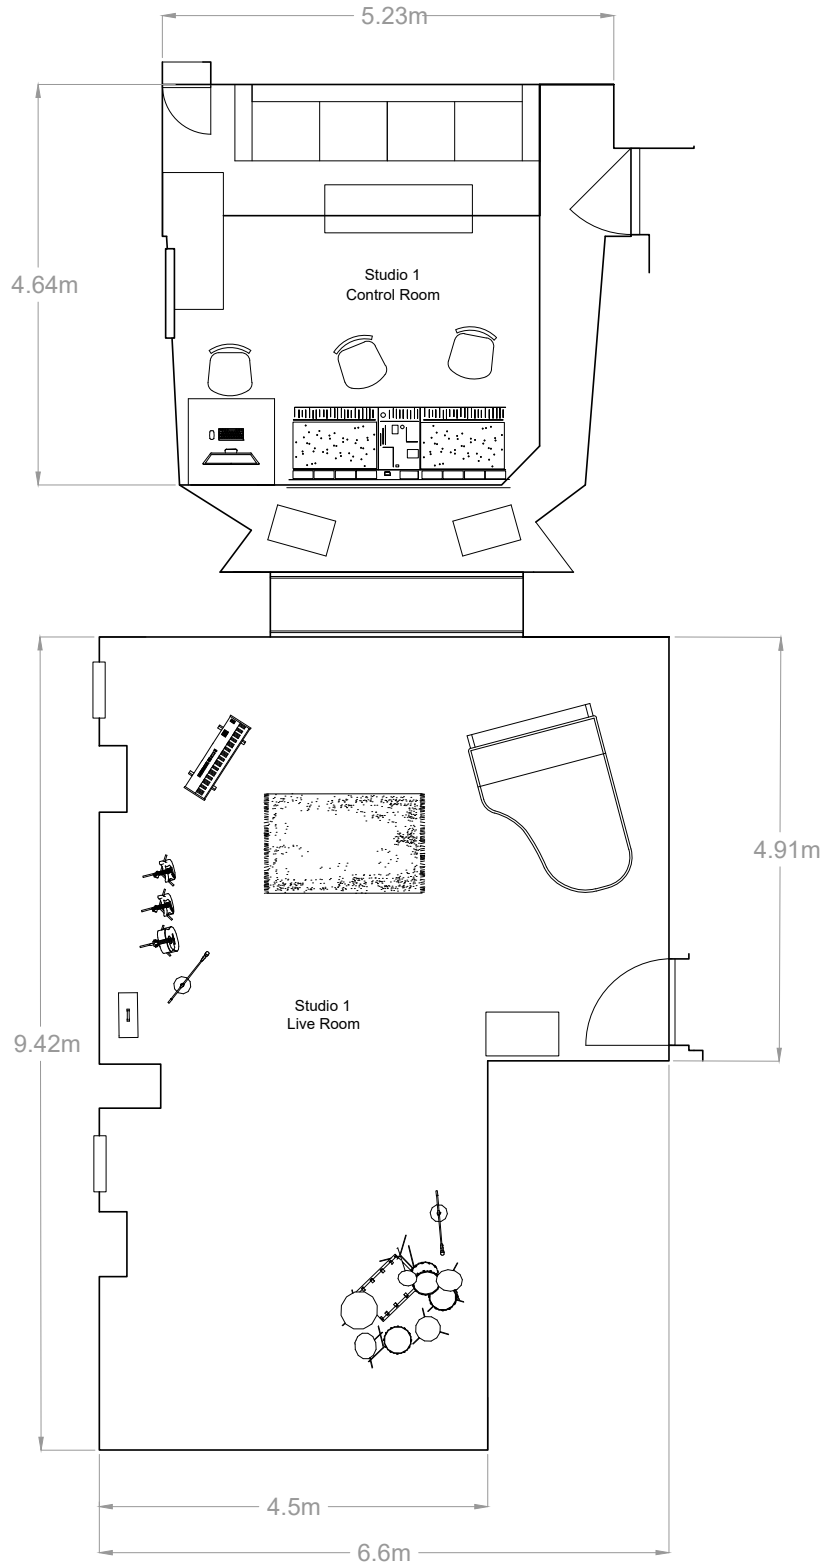 5.23m
4.64m
Studio 1
Control Room
4.91m
Studio 1
Live Room
9.42m
4.5m
6.6m